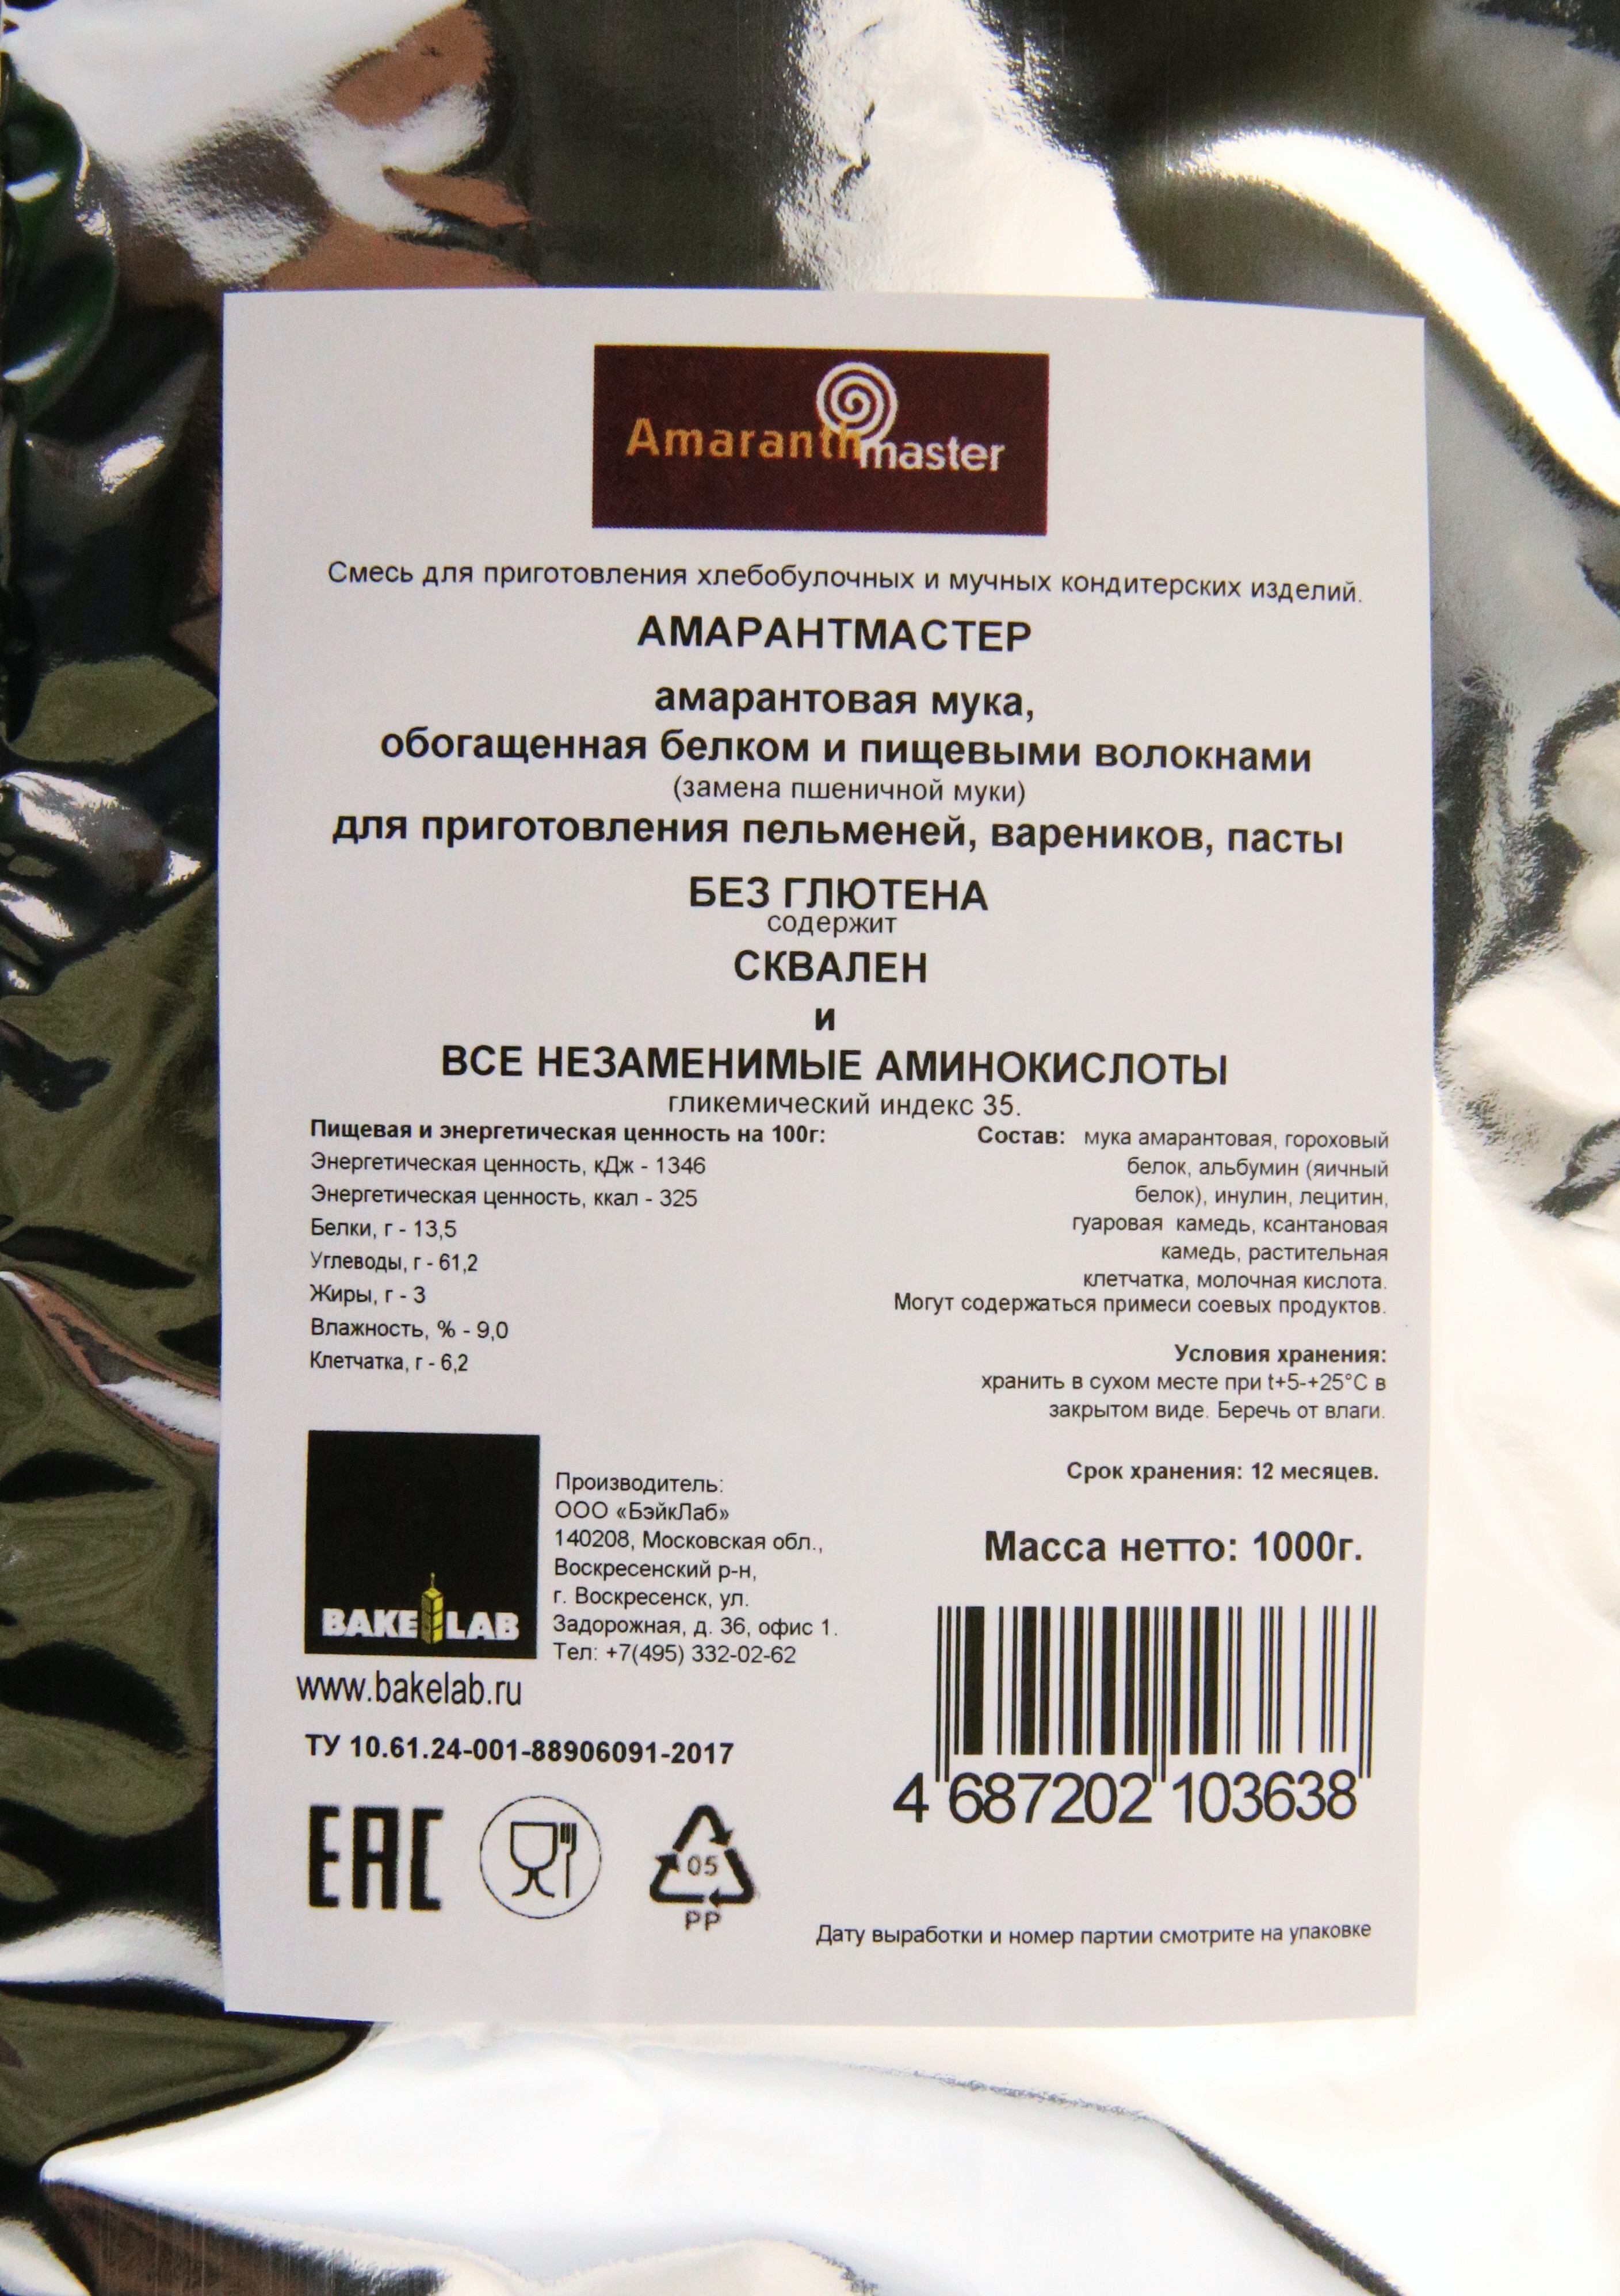 Amaranthmaster
Смесь для приготовления хлебобулочных и мучных кондитерских изделий.
АМАРАНТМАСТЕР
амарантовая мука,
обогащенная белком и пищевыми волокнами
(замена пшеничной муки)
для приготовления пельменей, вареников, пасты
БЕЗ ГЛЮТЕНА
содержит
СКВАЛЕН
и
ВСЕ НЕЗАМЕНИМЫЕ АМИНОКИСЛОТЫ
гликемический индекс 35.
Пищевая и энергетическая ценность на 100г:
Энергетическая ценность, кДж - 1346
Энергетическая ценность, ккал - 325
Белки, г - 13,5
Углеводы, г - 61,2
Жиры, г - 3
Влажность, % - 9,0
Клетчатка, г - 6,2
Состав: мука амарантовая, гороховый
белок, альбумин (яичный
белок), инулин, лецитин,
гуаровая камедь, ксантановая
камедь, растительная
клетчатка, молочная кислота.
Могут содержаться примеси соевых продуктов.
Условия хранения:
хранить в сухом месте при t+5-+25°C в
закрытом виде. Беречь от влаги.
Срок хранения: 12 месяцев.
Масса нетто: 1000г.
BAKE LAB
www.bakelab.ru
Производитель:
ООО «БэйкЛаб»
140208, Московская обл.,
Воскресенский р-н,
г. Воскресенск, ул.
Задорожная, д. 36, офис 1.
Тел: +7(495) 332-02-62
ТУ 10.61.24-001-88906091-2017
EAC
05
PP
4 687202 103638
Дату выработки и номер партии смотрите на упаковке